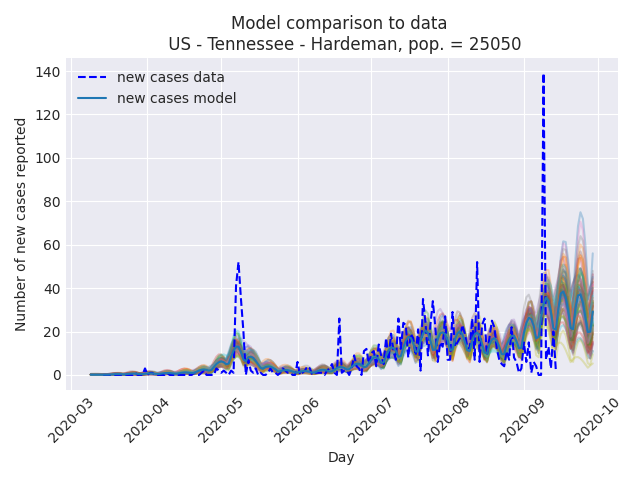 Model comparison to data
US - Tennessee - Hardeman, pop. = 25050
new cases data
new cases model
Number of new cases reported
140
120
100
80
60
40
20
0
2020-03
2020-04
2020-05
2020-06
2020-07
2020-08
2020-09
2020-10
Day